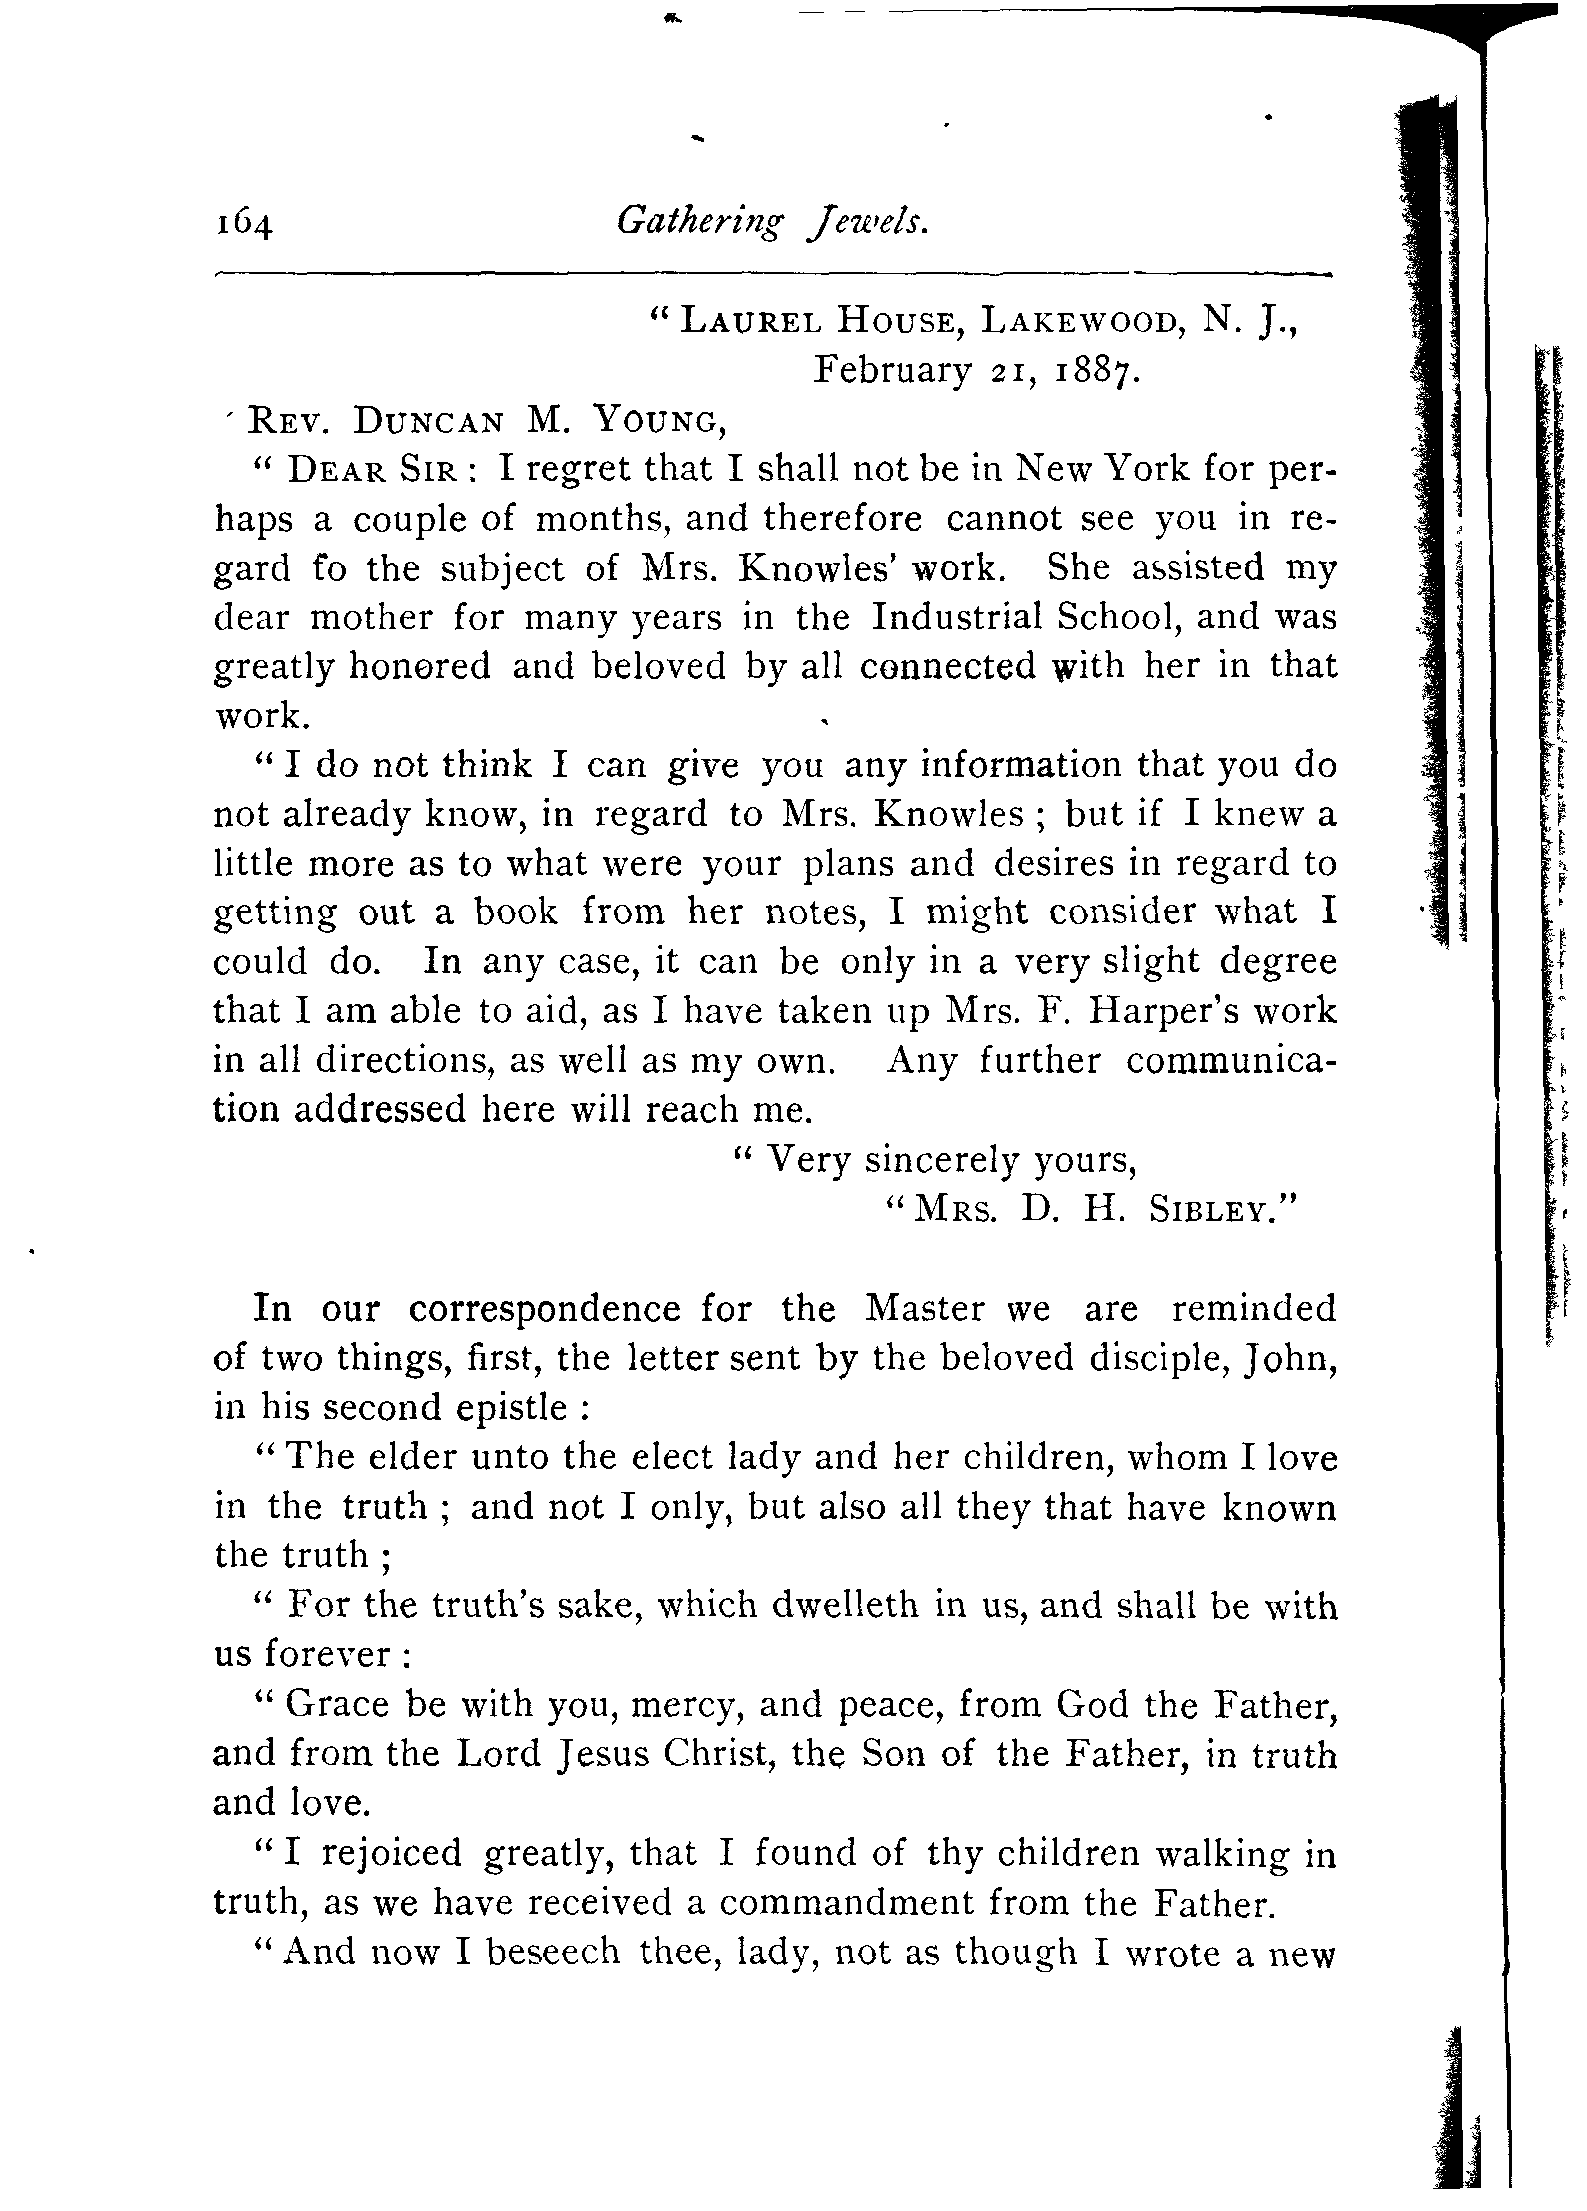 164 Gathering Jewels.
" LAUREL HOUSE, LAKEWOOD, N. J.,
February 21, 1887.
' REV. DUNCAN M. YOUNG,
" DEAR SIR : I regret that I shall not be in New York for per-
haps a couple of months, and therefore cannot see you in re-
gard fo the subject of Mrs. Knowles' work. She assisted my
dear mother for many years in the Industrial School, and was
greatly honored and beloved by all connected with her in that
work.
" I do not think I can give you any information that you do
not already know, in regard to Mrs. Knowles ; but if I knew a
little more as to what were your plans and desires in regard to
getting out a book from her notes, I might consider what I
could do. In any case, it can be only in a very slight degree
that I am able to aid, as I have taken up Mrs. F. Harper's work
in all directions, as well as my own. Any further communica-
tion addressed here will reach me.
" Very sincerely yours,
" MRS. D. H. SIBLEY."
In our correspondence for the Master we are reminded
of two things, first, the letter sent by the beloved disciple, John,
in his second epistle :
" The elder unto the elect lady and her children, whom I love
in the truth ; and not I only, but also all they that have known
the truth ;
" For the truth's sake, which dwelleth in us, and shall be with
us forever :
" Grace be with you, mercy, and peace, from God the Father,
and from the Lord Jesus Christ, the Son of the Father, in truth
and love.
" I rejoiced greatly, that I found of thy children walking in
truth, as we have received a commandment from the Father.
" And now I beseech thee, lady, not as though I wrote a new